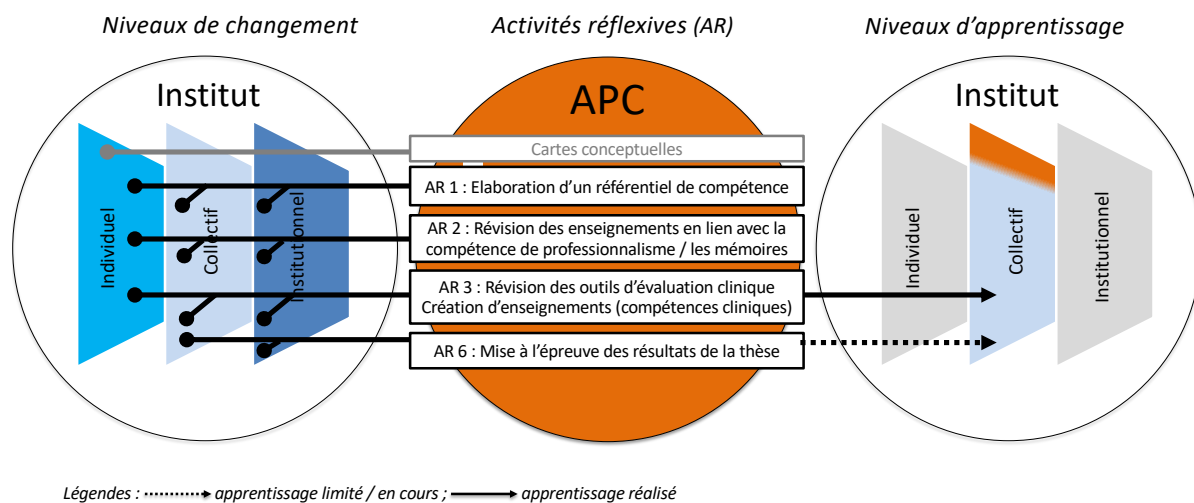 Niveaux de changement
Activités réflexives (AR)
Niveaux d'apprentissage
Institut
APC
Institut
Individuel
Collectif
Institutionnel
Cartes conceptuelles
AR 1 : Elaboration d'un référentiel de compétence
AR 2 : Révision des enseignements en lien avec la
compétence de professionnalisme / les mémoires
AR 3 : Révision des outils d'évaluation clinique
Création d'enseignements (compétences cliniques)
AR 6 : Mise à l'épreuve des résultats de la thèse
Individuel
Collectif
Institutionnel
Légendes : apprentissage limité / en cours ; apprentissage réalisé